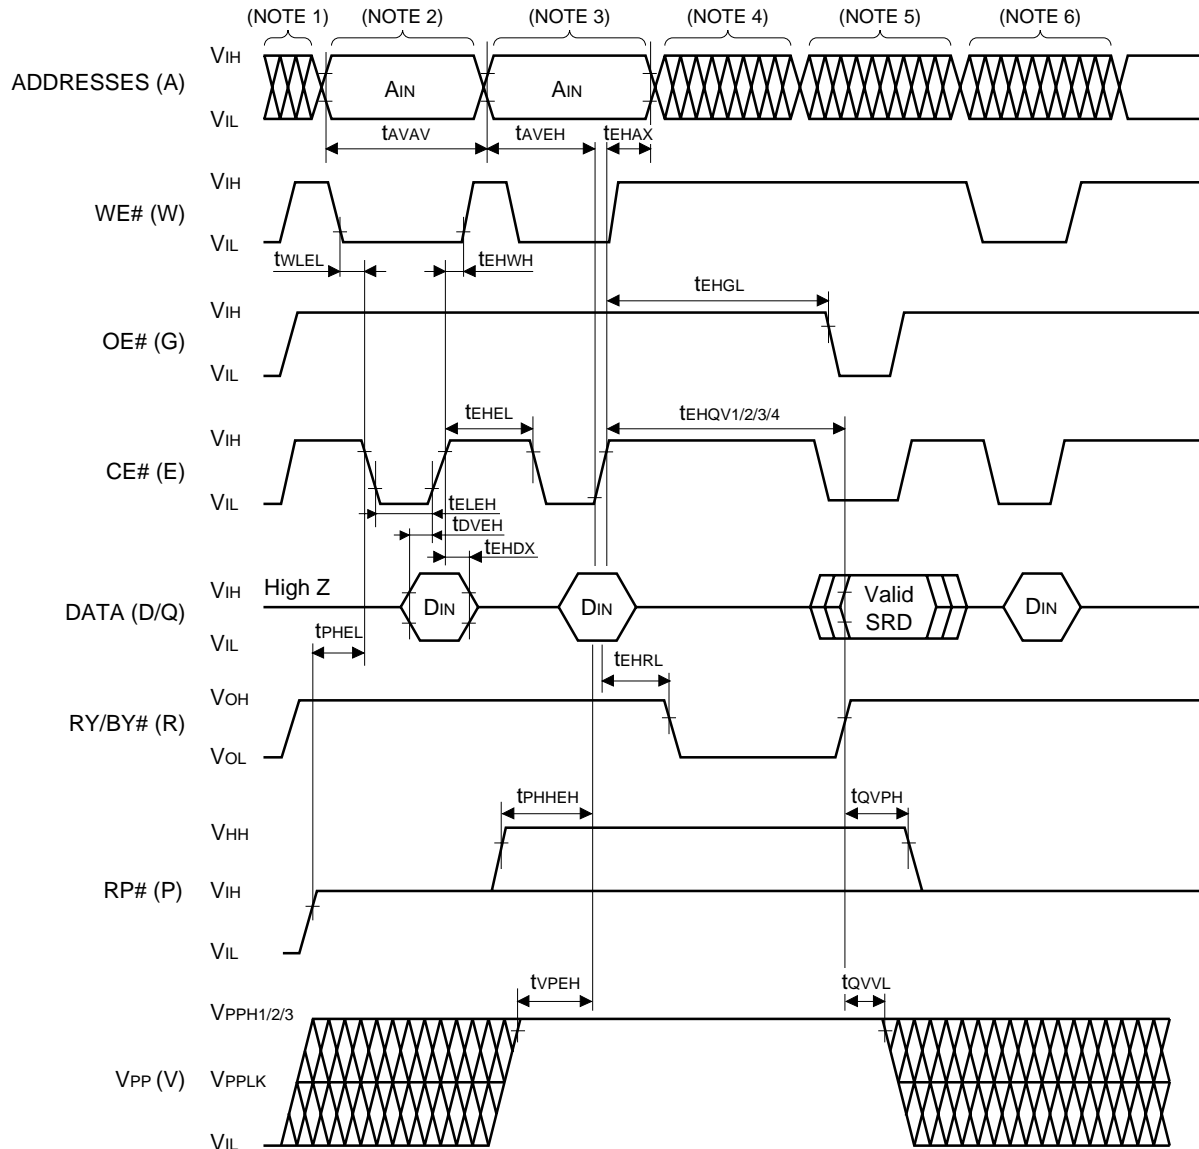 (NOTE 1) (NOTE 2) (NOTE 3) (NOTE 4) (NOTE 5) (NOTE 6)
ADDRESSES (A)
VIH
VIL
AIN
AIN
tAVAV
tAVEH
tEHAX
WE# (W)
VIH
VIL
tWLEL
tEHWH
OE# (G)
VIH
VIL
tEHGL
CE# (E)
VIH
VIL
tEHEL
tEHQV1/2/3/4
tELEH
tDVEH
tEHDX
DATA (D/Q)
VIH
VIL
High Z
DIN
DIN
Valid
SRD
DIN
tPHEL
tEHRL
RY/BY# (R)
VOH
VOL
RP# (P)
VHH
VIH
VIL
tPHHEH
tQVPH
VPP (V)
VPPH1/2/3
VPPLK
VIL
tVPEH
tQVVL